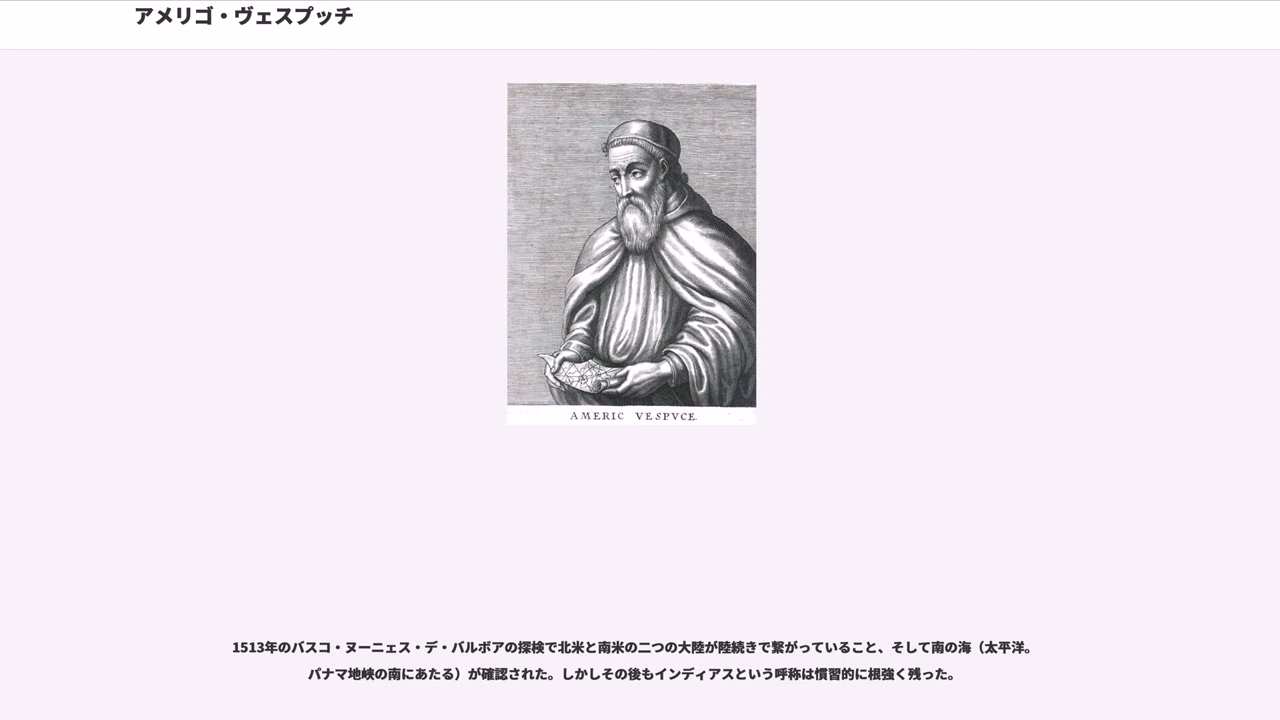 アメリゴ・ヴェスプッチ
AMERIC VESPVCE.
1513年のバスコ・ヌーニェス・デ・バルボアの探検で北米と南米の二つの大陸が陸続きで繋がっていること、そして南の海（太平洋。
パナマ地峡の南にあたる）が確認された。しかしその後もインディアスという呼称は慣習的に根強く残った。